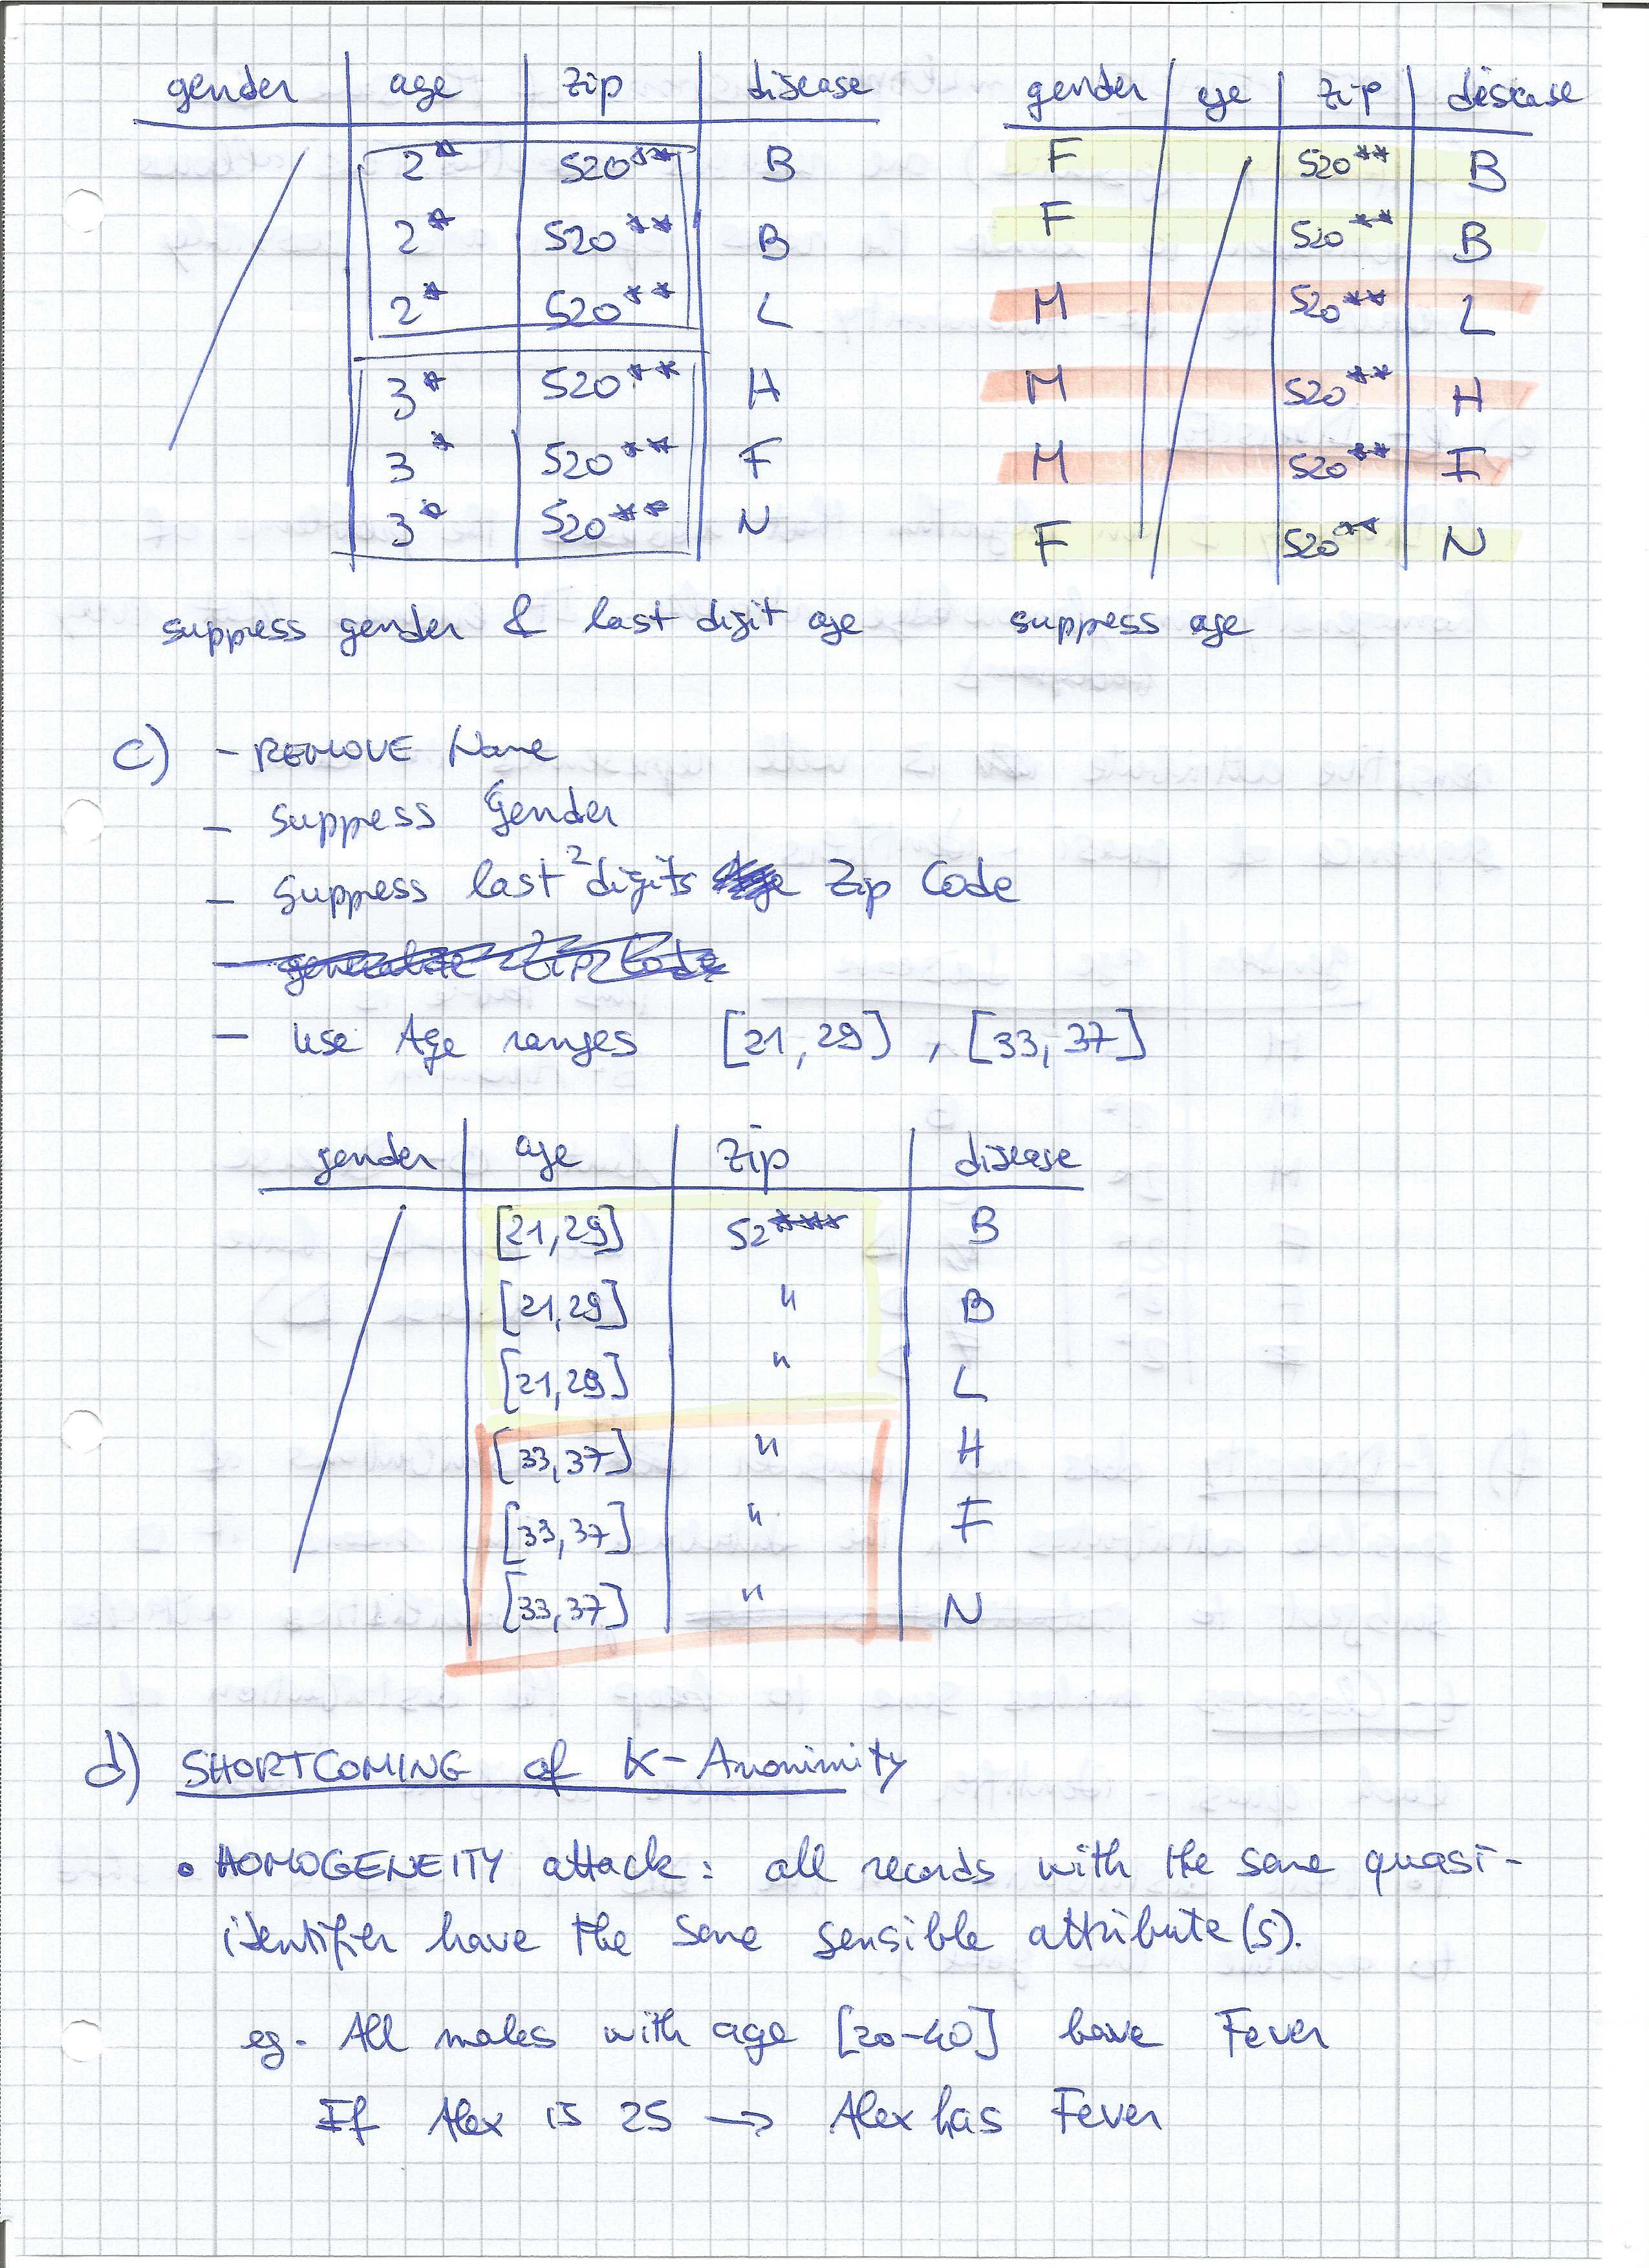 gender age zip disease
2* 520** B
2* 520** B
2* 520** L
3* 520** H
3* 520** F
3* 520** N
suppress gender & last digit age
gender age zip disease
F 520** B
F 520** B
M 520** L
M 520** H
M 520** F
F 520** N
suppress age
c) - REMOVE Name
- Suppress Gender
- Suppress last 2 digits Zip Code
- generalize Zip Code
- Use Age ranges [21,29], [33,37]
gender age zip disease
[21,29] 52**** B
[21,29] " B
[21,29] " L
[33,37] " H
[33,37] " F
[33,37] " N
d) SHORTCOMING of K-Anonimity
• HOMOGENEITY attack: all records with the same quasi-
identifier have the same sensible attribute(s).
eg. All males with age [20-40] have Fever
If Alex is 25 → Alex has Fever